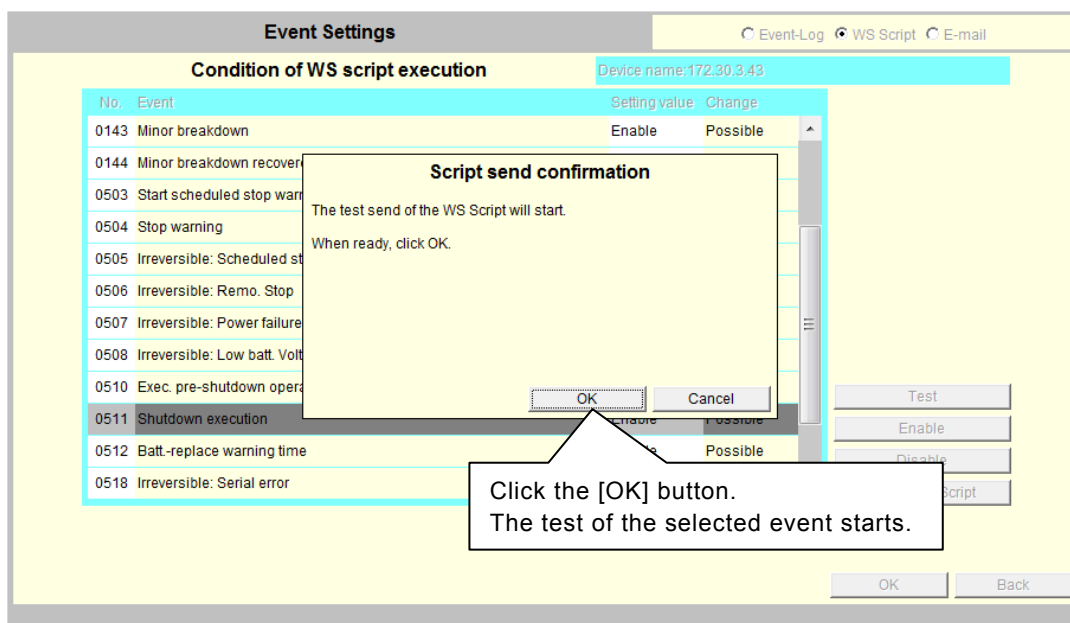 Event Settings
Event-Log WS Script E-mail
Condition of WS script execution
Device name:172.30.3.43
No. Event Setting value Change
0143 Minor breakdown Enable Possible
0144 Minor breakdown
0503 Start scheduled stop
0504 Stop warning
0505 Irreversible: Scheduled
0506 Irreversible: Remo. Stop
0507 Irreversible: Power failure
0508 Irreversible: Low batt.
0510 Exec. pre-shutdown
0511 Shutdown execution Enable Possible
0512 Batt.-replace warning time Possible
0518 Irreversible: Serial error
Script send confirmation
The test send of the WS Script will start.
When ready, click OK.
OK Cancel
Test
Enable
Disable
Script
Click the [OK] button.
The test of the selected event starts.
OK Back